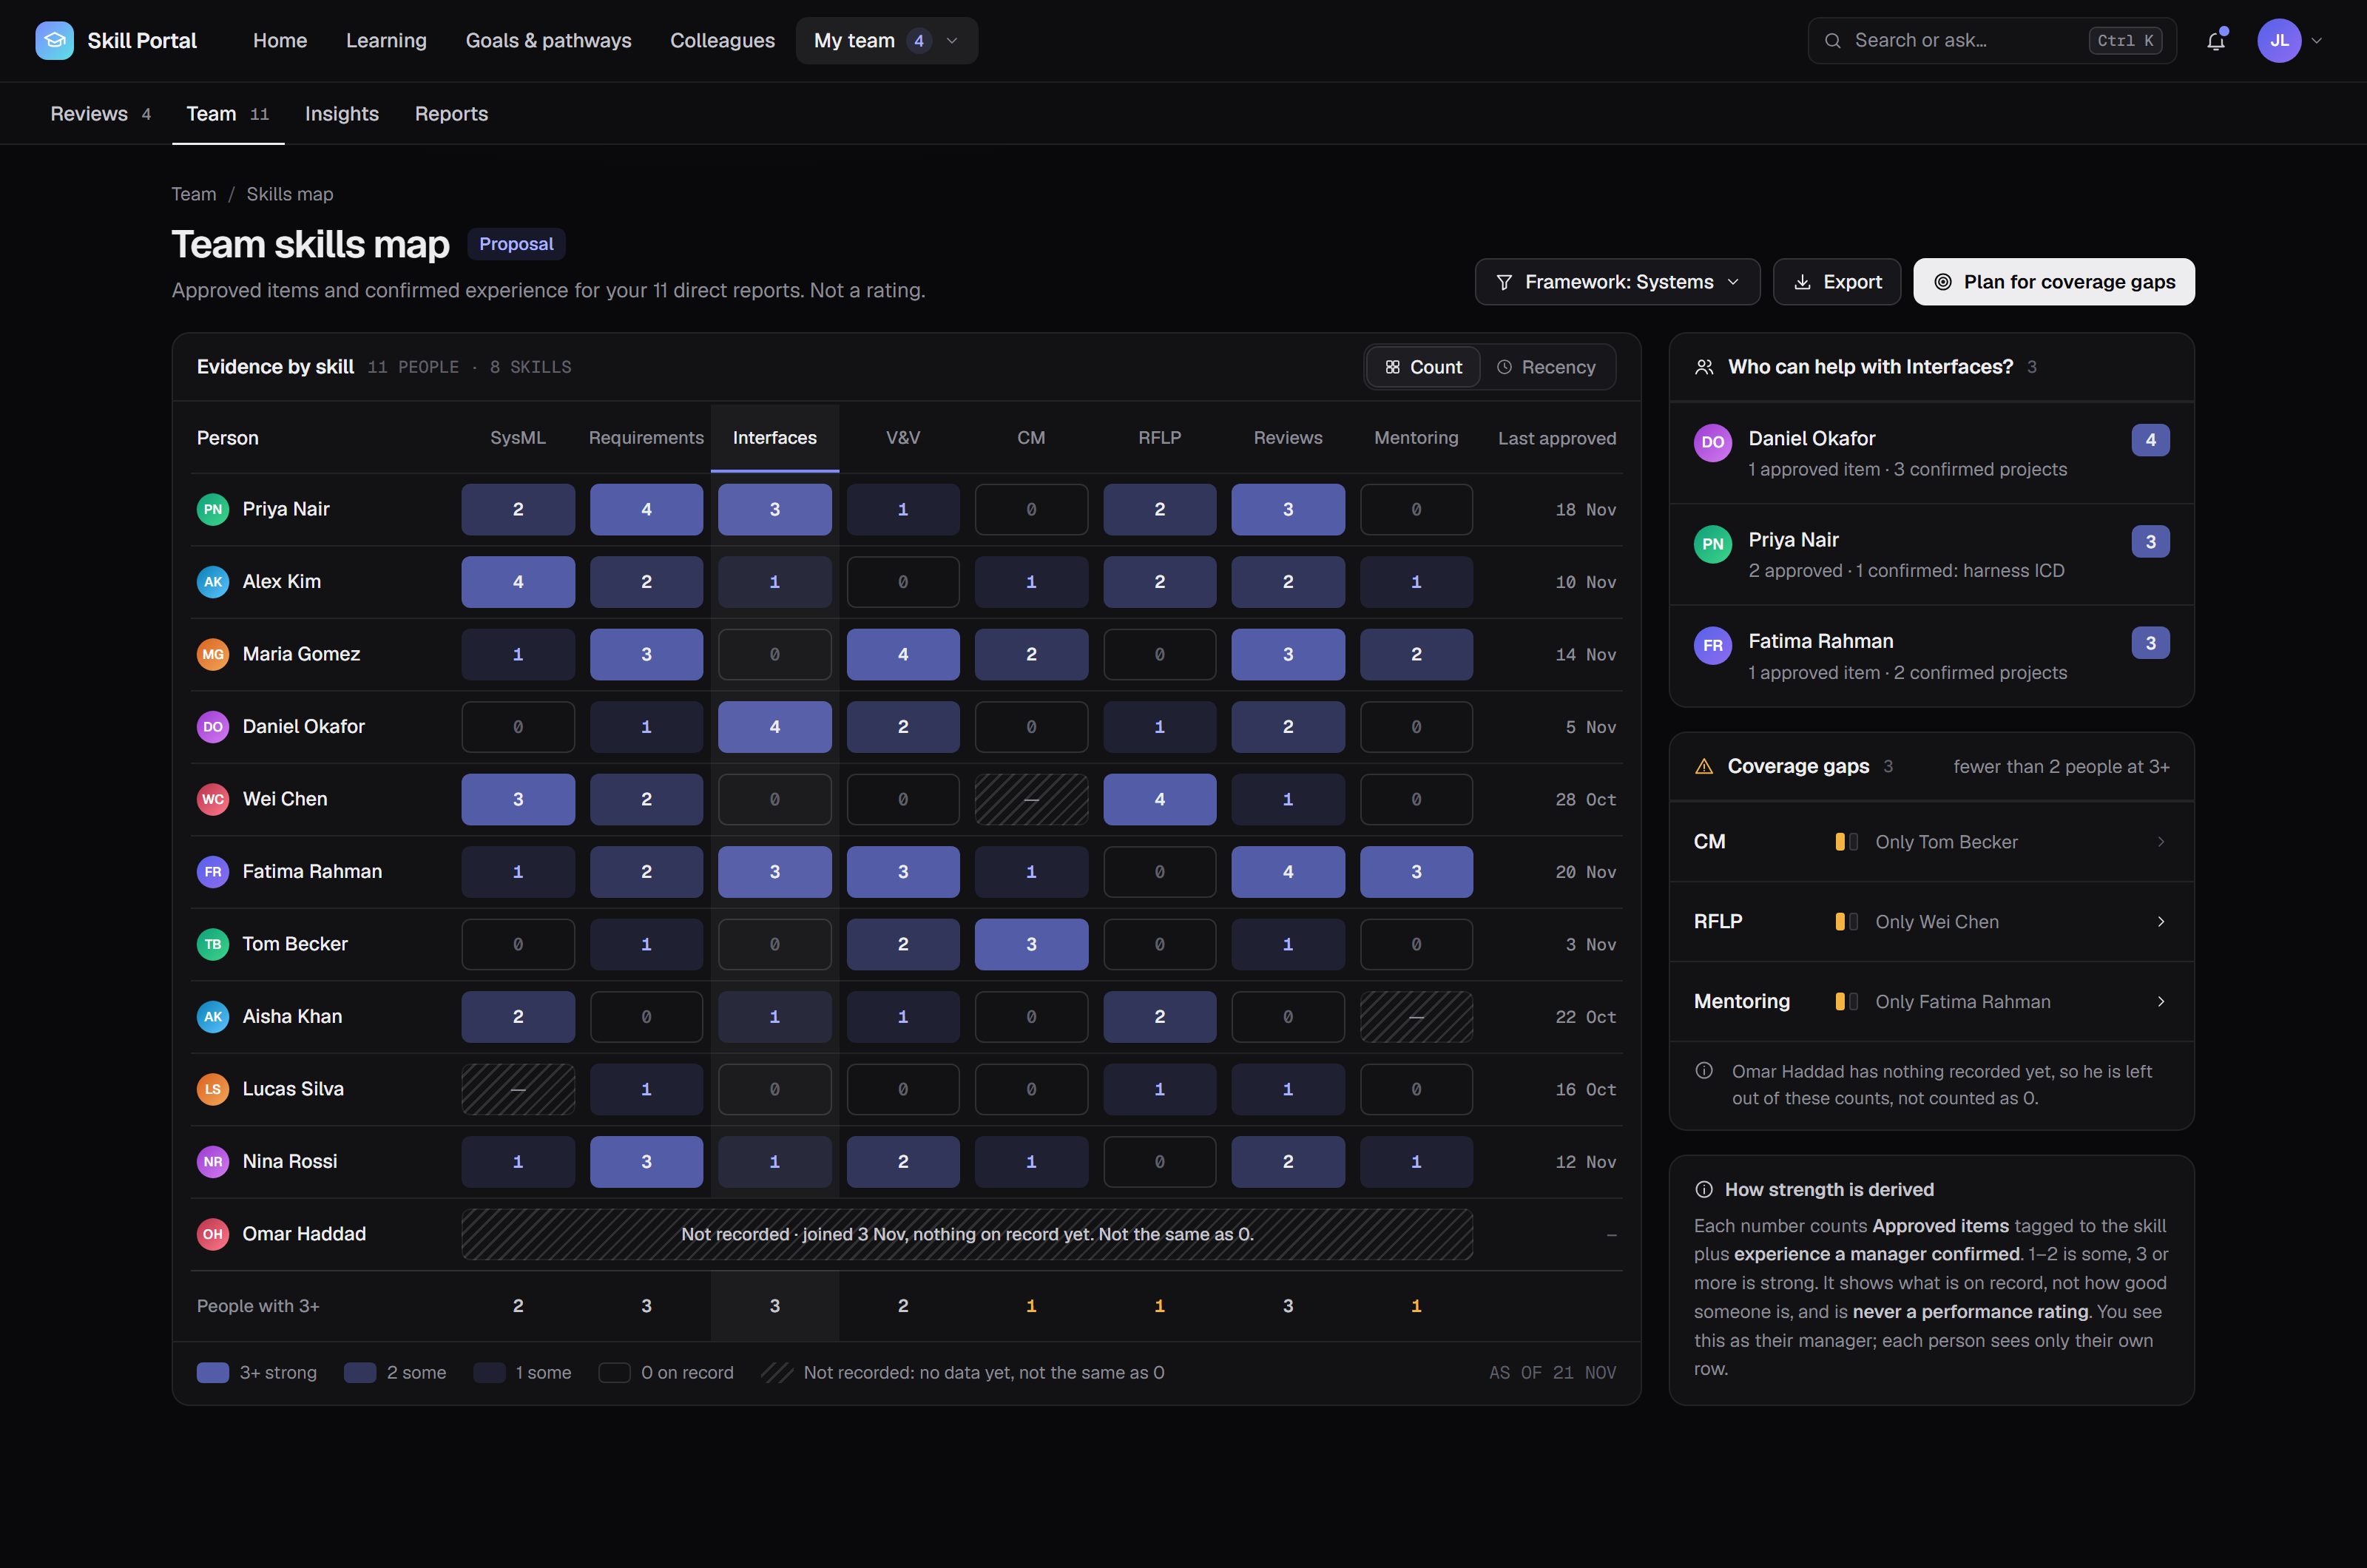 Skill Portal Home Learning Goals & pathways Colleagues My team 4 Search or ask... Ctrl K JL
Reviews 4 Team 11 Insights Reports
Team / Skills map
Team skills map Proposal
Approved items and confirmed experience for your 11 direct reports. Not a rating.
Framework: Systems Export Plan for coverage gaps
Evidence by skill 11 PEOPLE · 8 SKILLS Count Recency
Person SysML Requirements Interfaces V&V CM RFLP Reviews Mentoring Last approved
PN Priya Nair 2 4 3 1 0 2 3 0 18 Nov
AK Alex Kim 4 2 1 0 1 2 2 1 10 Nov
MG Maria Gomez 1 3 0 4 2 0 3 2 14 Nov
DO Daniel Okafor 0 1 4 2 0 1 2 0 5 Nov
WC Wei Chen 3 2 0 0 — 4 1 0 28 Oct
FR Fatima Rahman 1 2 3 3 1 0 4 3 20 Nov
TB Tom Becker 0 1 0 2 3 0 1 0 3 Nov
AK Aisha Khan 2 0 1 1 0 2 0 — 22 Oct
LS Lucas Silva — 1 0 0 0 1 1 0 16 Oct
NR Nina Rossi 1 3 1 2 1 0 2 1 12 Nov
OH Omar Haddad Not recorded · joined 3 Nov, nothing on record yet. Not the same as 0. –
People with 3+ 2 3 3 2 1 1 3 1
3+ strong 2 some 1 some 0 on record Not recorded: no data yet, not the same as 0 AS OF 21 NOV
Who can help with Interfaces? 3
DO Daniel Okafor 4
1 approved item · 3 confirmed projects
PN Priya Nair 3
2 approved · 1 confirmed: harness ICD
FR Fatima Rahman 3
1 approved item · 2 confirmed projects
Coverage gaps 3 fewer than 2 people at 3+
CM Only Tom Becker
RFLP Only Wei Chen
Mentoring Only Fatima Rahman
Omar Haddad has nothing recorded yet, so he is left
out of these counts, not counted as 0.
How strength is derived
Each number counts Approved items tagged to the skill
plus experience a manager confirmed. 1–2 is some, 3 or
more is strong. It shows what is on record, not how good
someone is, and is never a performance rating. You see
this as their manager; each person sees only their own
row.